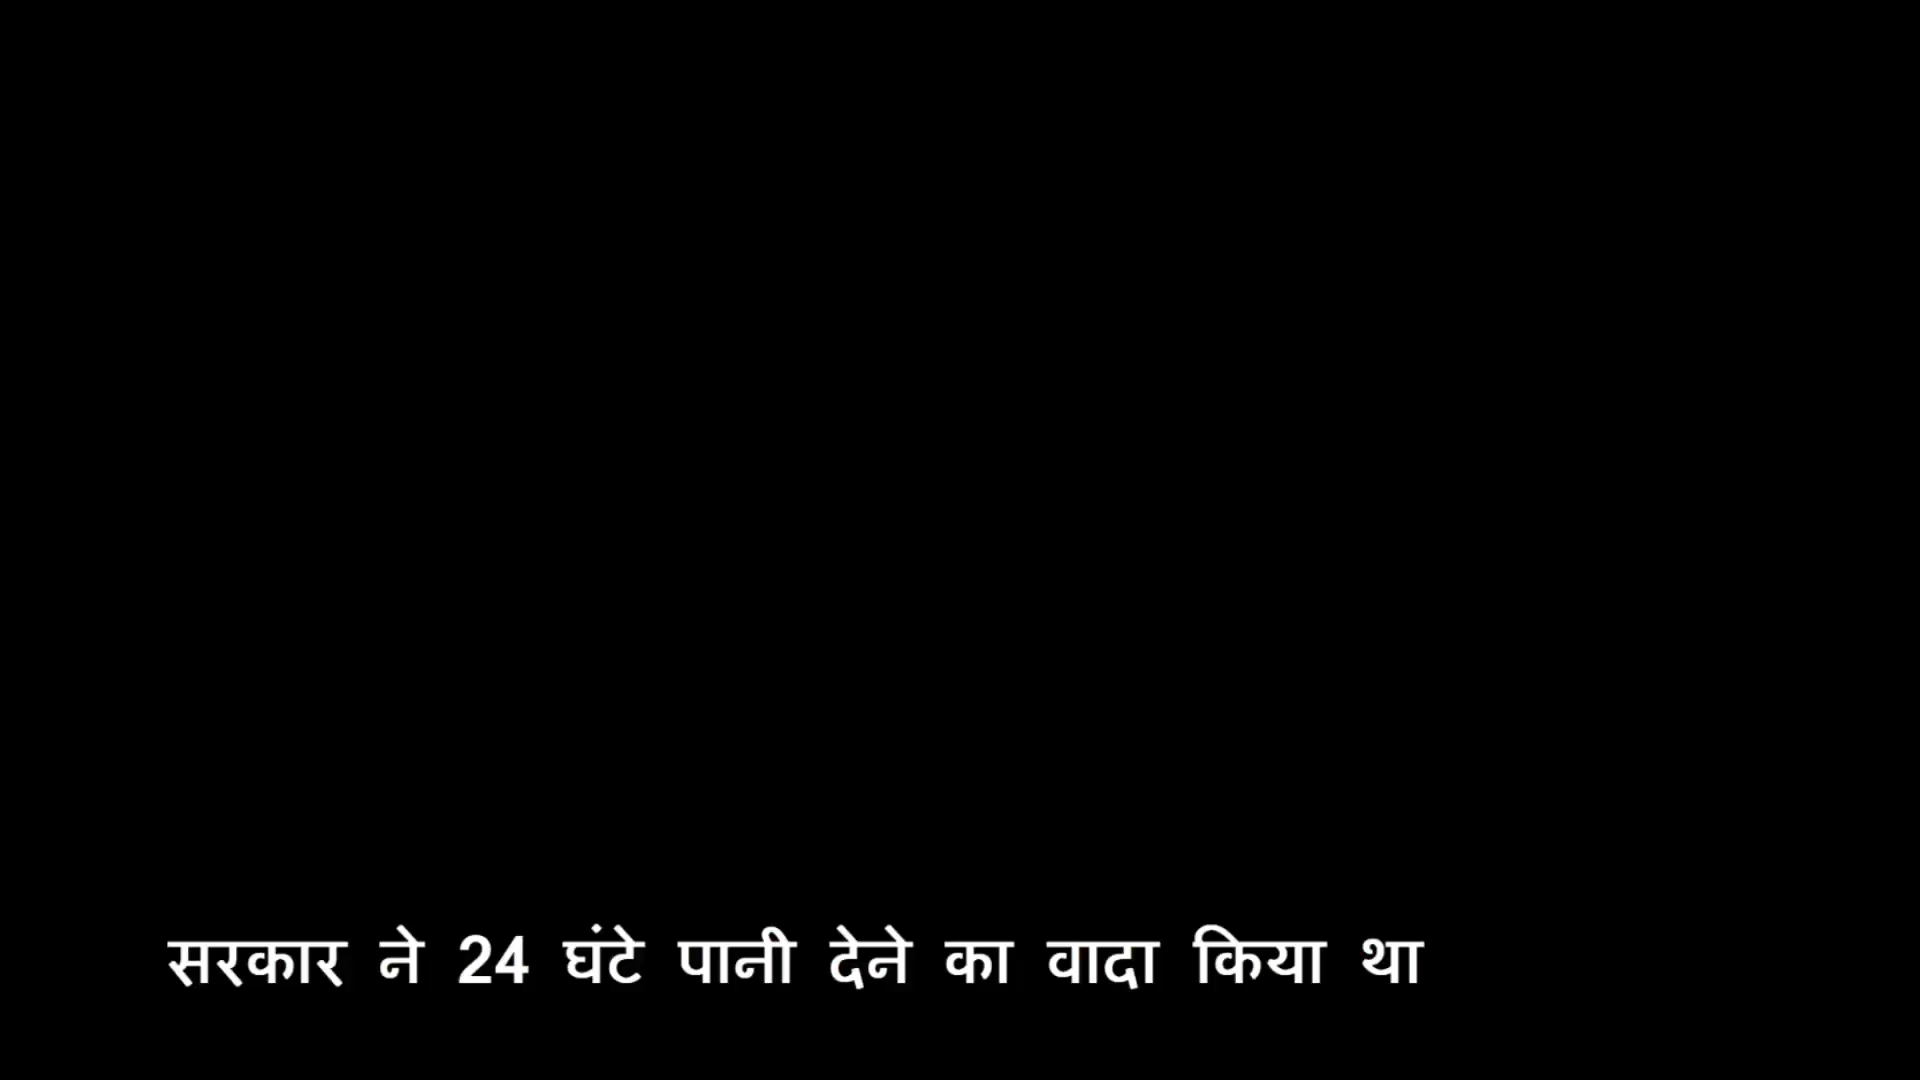 सरकार ने 24 घंटे पानी देने का वादा किया था